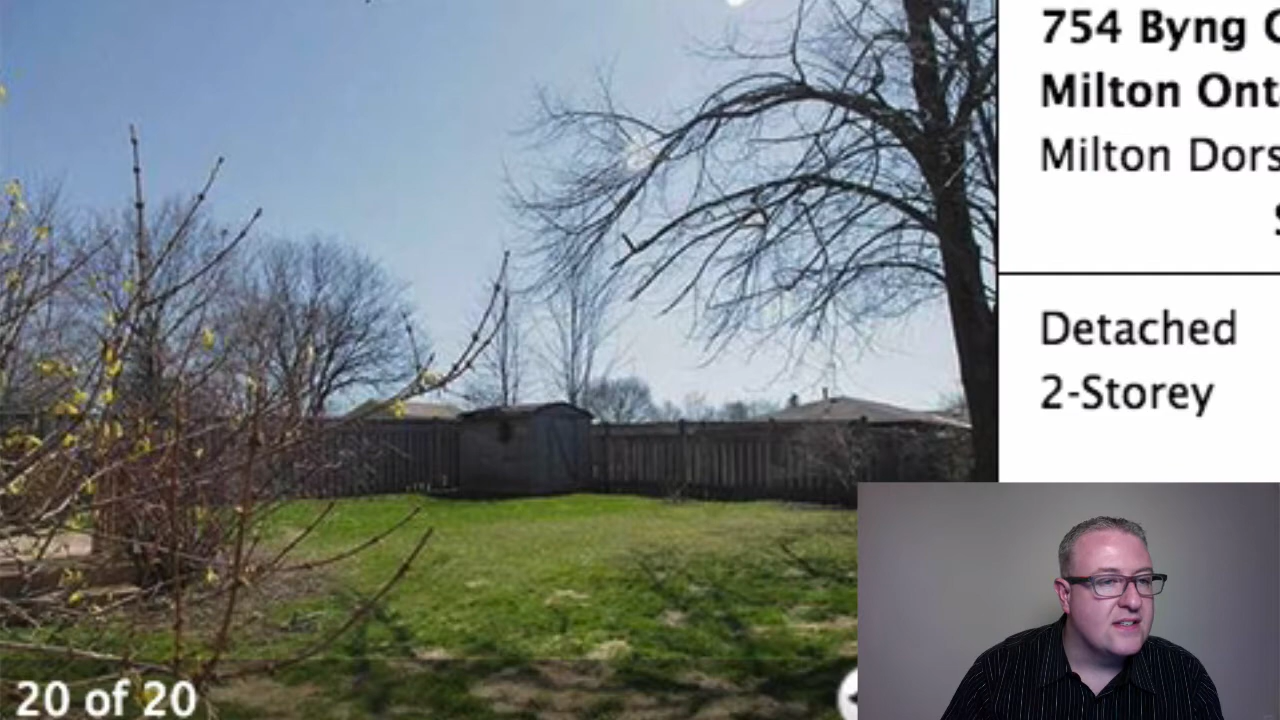 754 Byng
Milton Ont
Milton Dors
Detached
2-Storey
20 of 20